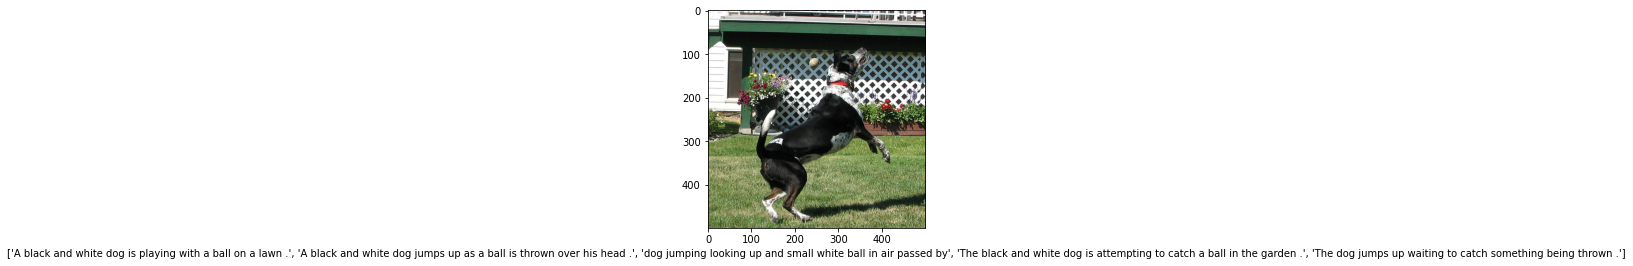 0
100
200
300
400
0 100 200 300 400
['A black and white dog is playing with a ball on a lawn .', 'A black and white dog jumps up as a ball is thrown over his head .', 'dog jumping looking up and small white ball in air passed by', 'The black and white dog is attempting to catch a ball in the garden .', 'The dog jumps up waiting to catch something being thrown .']